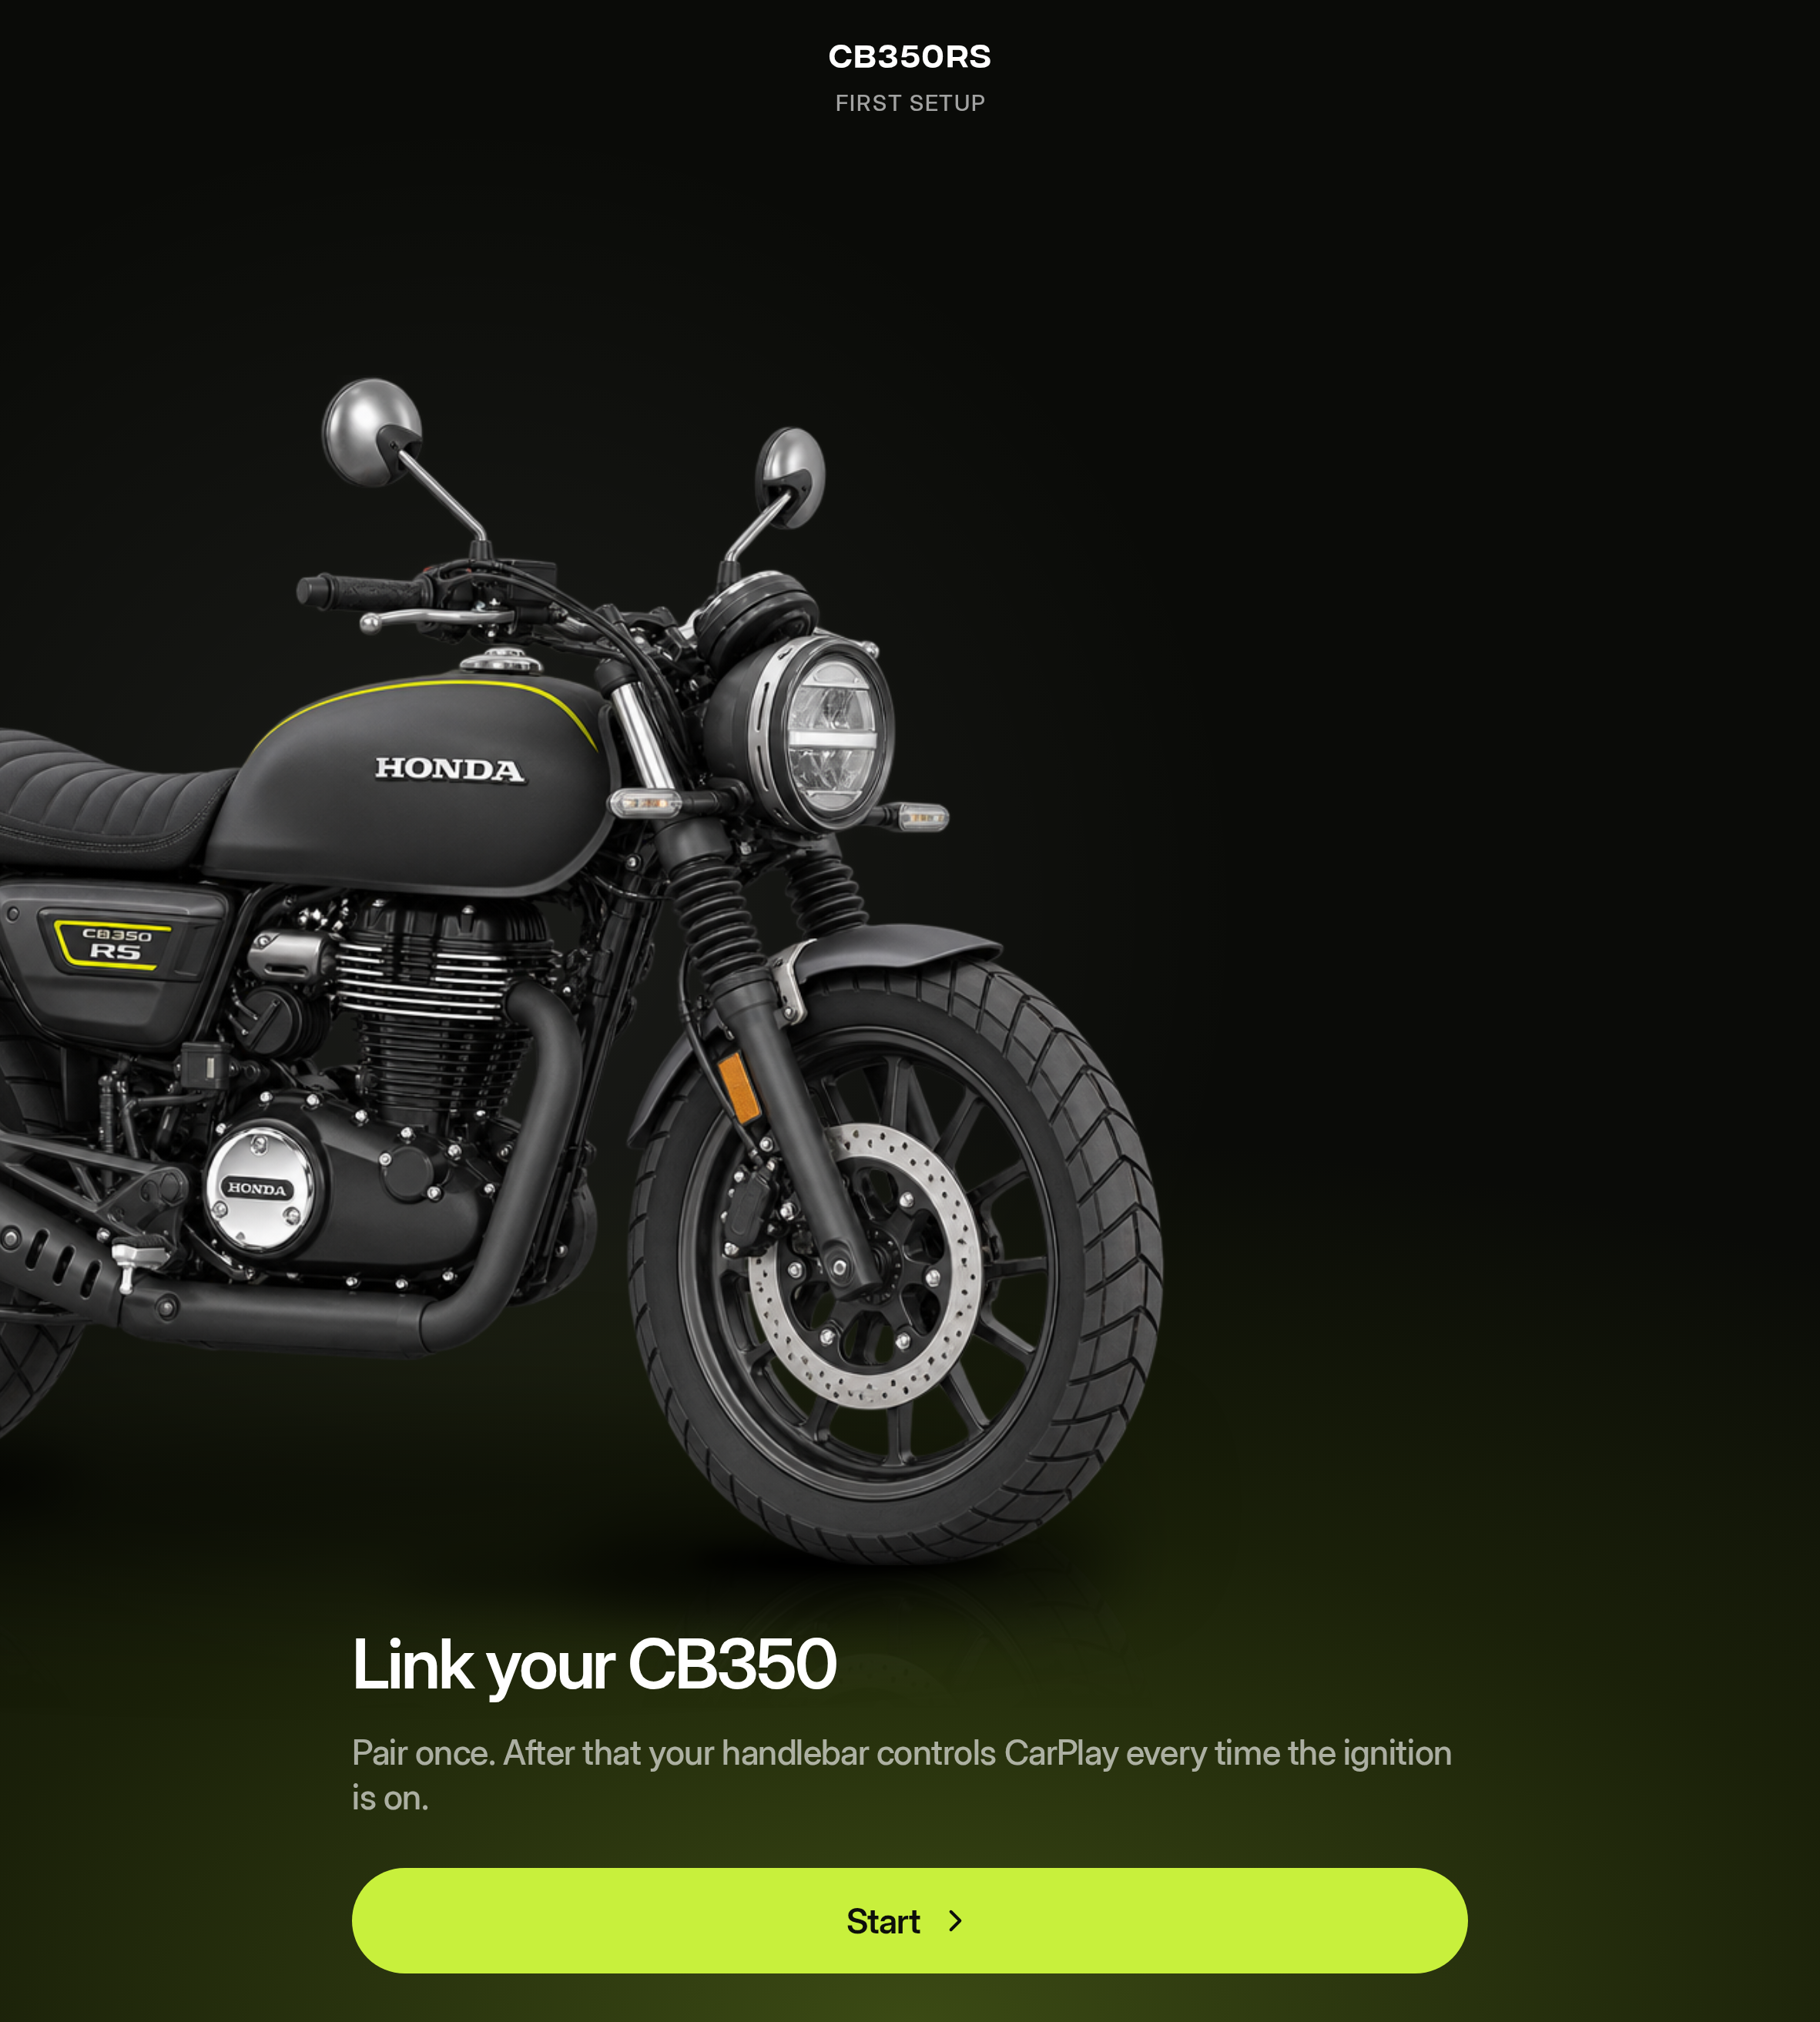 CB350RS
FIRST SETUP
HONDA
CB350
RS
HONDA
Link your CB350
Pair once. After that your handlebar controls CarPlay every time the ignition
is on.
Start